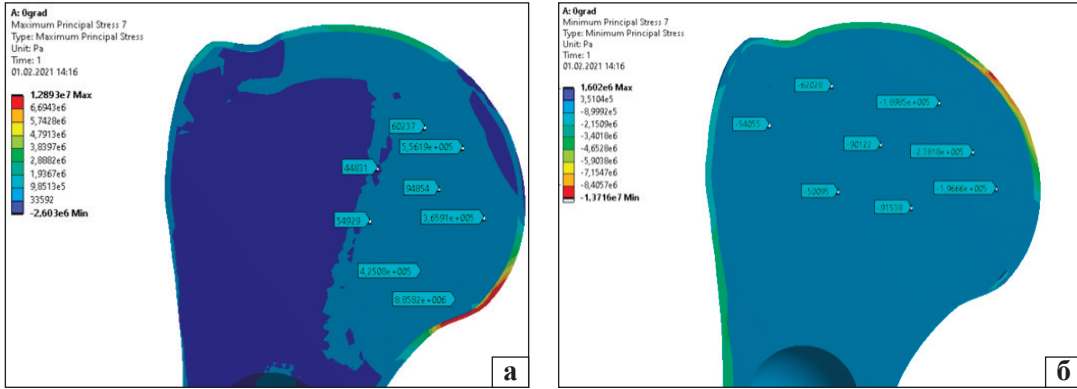 A: 0grad
Maximum Principal Stress 7
Type: Maximum Principal Stress
Unit: Pa
Time: 1
01.02.2021 14:16
1,2893e7 Max
6,6943e6
5,7428e6
4,7913e6
3,8397e6
2,8882e6
1,9367e6
9,8513e5
33592
-2,603e6 Min
60237
5,5619e+005
44831
94854
54929
3,6591e+005
4,2508e+005
8,8582e+006
а
A: 0grad
Minimum Principal Stress 7
Type: Minimum Principal Stress
Unit: Pa
Time: 1
01.02.2021 14:16
1,602e6 Max
3,5104e5
-8,9992e5
-2,1509e6
-3,4018e6
-4,6528e6
-5,9038e6
-7,1547e6
-8,4057e6
-1,3716e7 Min
-62028
-1,8985e+005
-54055
-90122
-2,3818e+005
-50095
-1,9666e+005
-91538
б